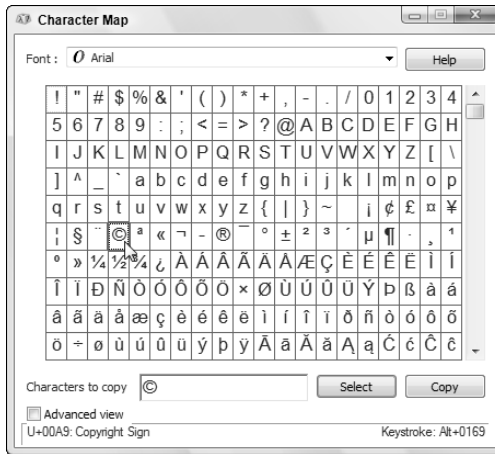 Character Map
Font : O Arial Help
! " # $ % & ' ( ) * + , - . / 0 1 2 3 4
5 6 7 8 9 : ; < = > ? @ A B C D E F G H
I J K L M N O P Q R S T U V W X Y Z [ \
] ^ _ ` a b c d e f g h i j k l m n o p
q r s t u v w x y z { | } ~ ¡ ¢ £ ¤ ¥
¦ § ¨ © ª « ¬ - ® ¯ ° ± ² ³ ´ µ ¶ · ¸ ¹
º » ¼ ½ ¾ ¿ À Á Â Ã Ä Å Æ Ç È É Ê Ë Ì Í
Î Ï Ð Ñ Ò Ó Ô Õ Ö × Ø Ù Ú Û Ü Ý Þ ß à á
â ã ä å æ ç è é ê ë ì í î ï ð ñ ò ó ô õ
ö ÷ ø ù ú û ü ý þ ÿ Ā ā Ă ă Ą ą Ć ć Ĉ ĉ
Characters to copy © Select Copy
Advanced view
U+00A9: Copyright Sign Keystroke: Alt+0169